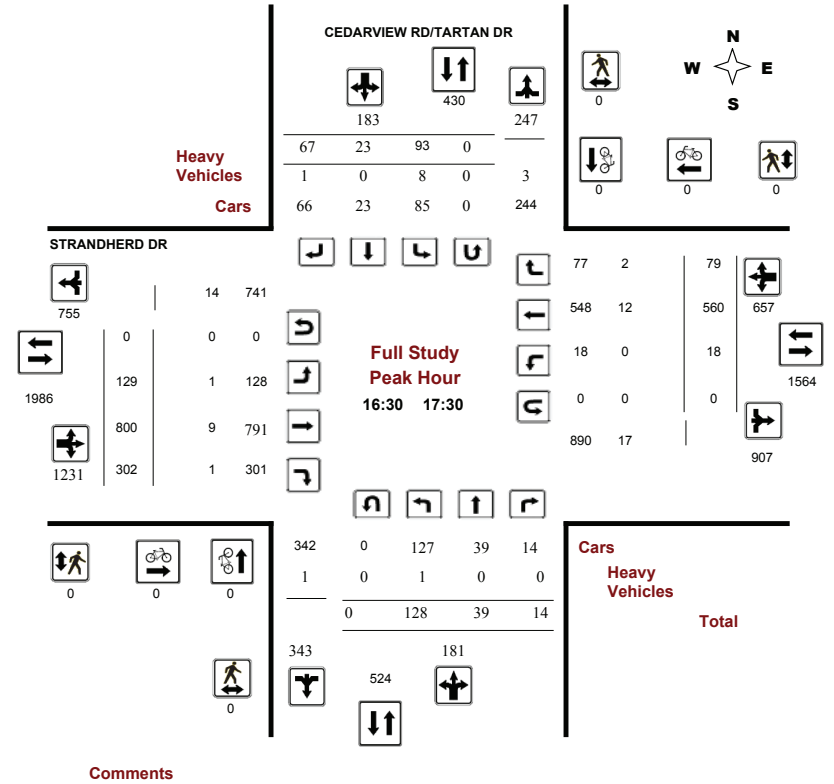 CEDARVIEW RD/TARTAN DR
N
W E
S
430
0
183 247
67 23 93 0
Heavy
Vehicles
1 0 8 0 3
Cars
66 23 85 0 244
0 0 0
STRANDHERD DR
755
14 741
77 2 79
657
548 12 560
0 0 0
1986
129 1 128
Full Study
Peak Hour
16:30 17:30
18 0 18
1564
0 0 0
800 9 791
1231
302 1 301
890 17
907
342 0 127 39 14
Cars
1 0 1 0 0
Heavy
Vehicles
0 0 0
0 128 39 14
Total
343 181
524
0
Comments